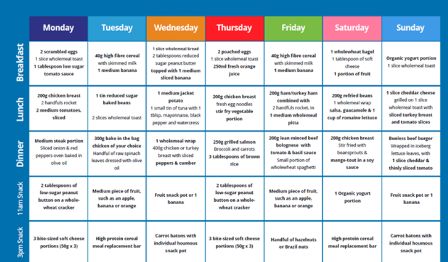 Monday
Tuesday
Wednesday
Thursday
Friday
Saturday
Sunday
Breakfast
2 scrambled eggs
1 slice wholemeal toast
1 tablespoon low sugar
tomato sauce
40g high fibre cereal
with skimmed milk
1 medium banana
1 slice wholemeal bread
2 tablespoons reduced
sugar peanut butter
topped with 1 medium
sliced banana
2 poached eggs
1 slice wholemeal toast
250ml fresh orange
juice
40g high fibre cereal
with skimmed milk
1 medium banana
1 wholewheat bagel
1 tablespoon of soft
cheese
1 portion of fruit
Organic yogurt portion
1 slice wholemeal toast
Lunch
200g chicken breast
2 handfuls rocket
2 medium tomatoes,
sliced
1 tin reduced sugar
baked beans
2 slices wholemeal toast
1 medium jacket
potato
1 small tin of tuna with 1
tblsp. mayonnaise, black
pepper and watercress
200g chicken breast
fresh egg noodles
stir fry vegetable
portion
200g ham/turkey ham
combined with
2 handfuls rocket, in
1 medium wholemeal
pitta
200g refried beans
1 wholemeal wrap
salsa, guacamole & 1
cup of romaine lettuce
1 slice cheddar cheese
grilled on 1 slice
wholemeal toast with
sliced turkey breast
and tomato slices
Dinner
Medium steak portion
Sliced onion & red
peppers over-baked in
olive oil
300g bake in the bag
chicken of your choice
Handful of raw spinach
leaves dressed with olive
oil
1 wholemeal wrap
400g chicken or turkey
breast with sliced
peppers & cumber
250g grilled salmon
Broccoli and carrots
3 tablespoons of brown
rice
200g lean minced beef
bolognese with
tomato & basil sauce
Small portion of
wholewheat spaghetti
200g chicken breast
Stir fried with
beansprouts &
mange-tout in a soy
sauce
Bunless beef burger
Wrapped in iceberg
lettuce leaves, with
1 slice cheddar &
thinly sliced tomato
11am Snack
2 tablespoons of
low-sugar peanut
button on a whole-
wheat cracker
Medium piece of fruit,
such as an apple,
banana or orange
Fruit snack pot or 1
banana
2 tablespoons of
low-sugar peanut
button on a whole-
wheat cracker
Medium piece of fruit,
such as an apple,
banana or orange
1 Organic yogurt
portion
Fruit snack pot or 1
banana
3pm Snack
3 bite-sized soft cheese
portions (50g x 3)
High protein cereal
meal replacement bar
Carrot batons with
individual houmous
snack pot
3 bite-sized soft cheese
portions (50g x 3)
Handful of hazelnuts
or Brazil nuts
High protein cereal
meal replacement bar
Carrot batons with
individual houmous
snack pot